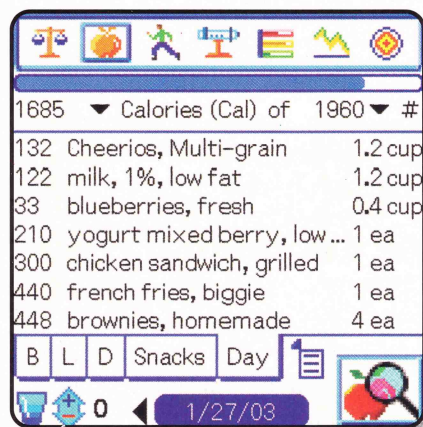 1685 ▼ Calories (Cal) of 1960 ▼ #
132 Cheerios, Multi-grain 1.2 cup
122 milk, 1%, low fat 1.2 cup
33 blueberries, fresh 0.4 cup
210 yogurt mixed berry, low... 1 ea
300 chicken sandwich, grilled 1 ea
440 french fries, biggie 1 ea
448 brownies, homemade 4 ea
B L D Snacks Day
0 1/27/03